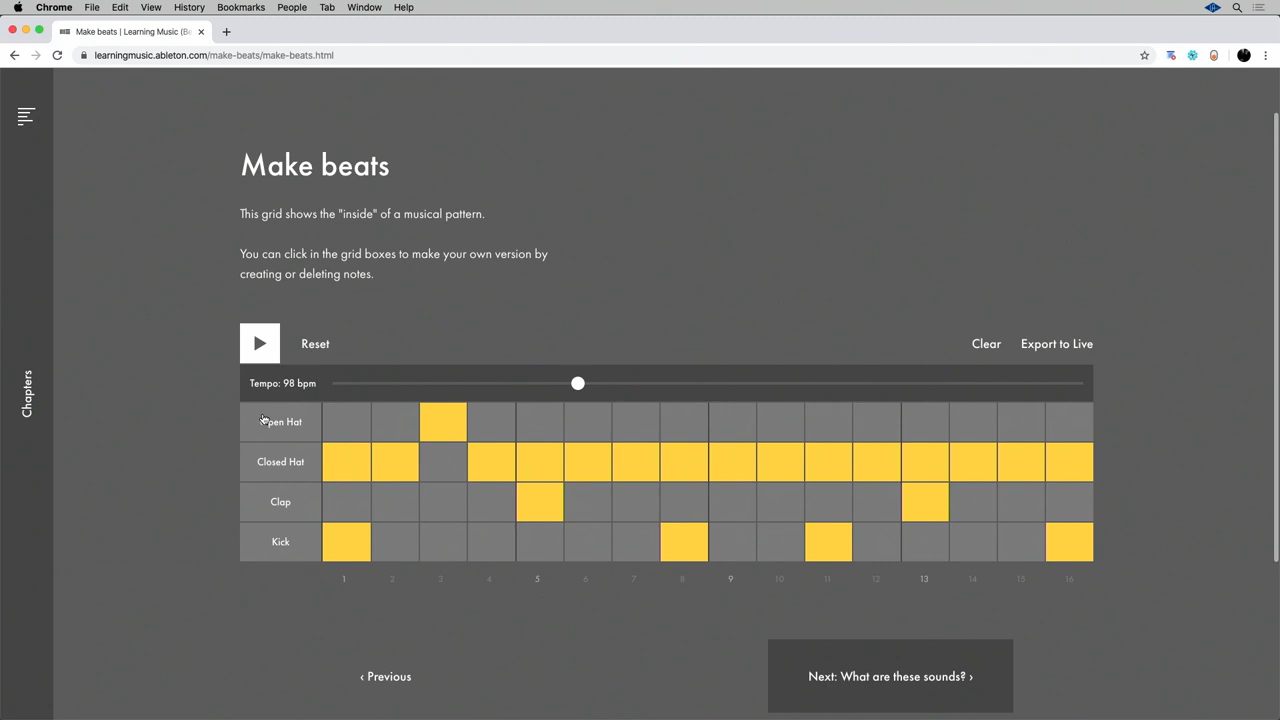 Chrome File Edit View History Bookmarks People Tab Window Help
Make beats | Learning Music (Be
learningmusic.ableton.com/make-beats/make-beats.html
Chapters
Make beats
This grid shows the "inside" of a musical pattern.
You can click in the grid boxes to make your own version by
creating or deleting notes.
Reset Clear Export to Live
Tempo: 98 bpm
Open Hat
Closed Hat
Clap
Kick
1 2 3 4 5 6 7 8 9 10 11 12 13 14 15 16
‹ Previous
Next: What are these sounds? ›